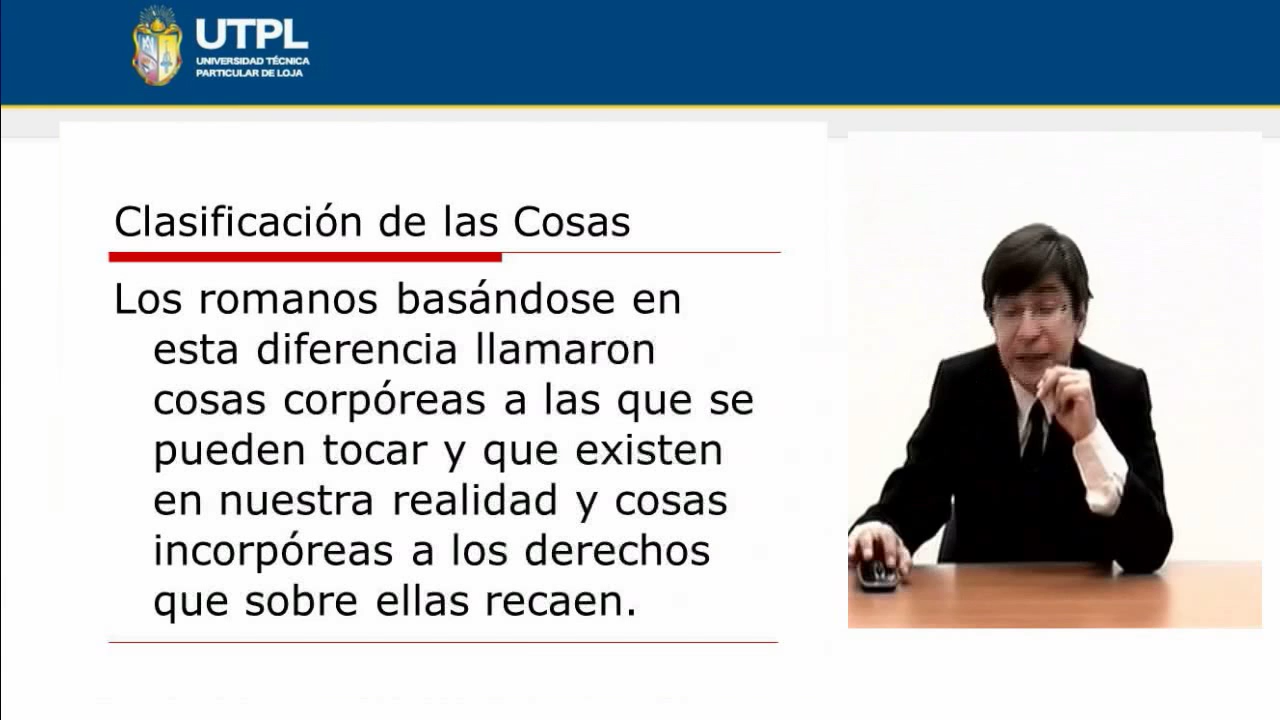 UTPL
UNIVERSIDAD TÉCNICA
PARTICULAR DE LOJA
Clasificación de las Cosas
Los romanos basándose en
esta diferencia llamaron
cosas corpóreas a las que se
pueden tocar y que existen
en nuestra realidad y cosas
incorpóreas a los derechos
que sobre ellas recaen.